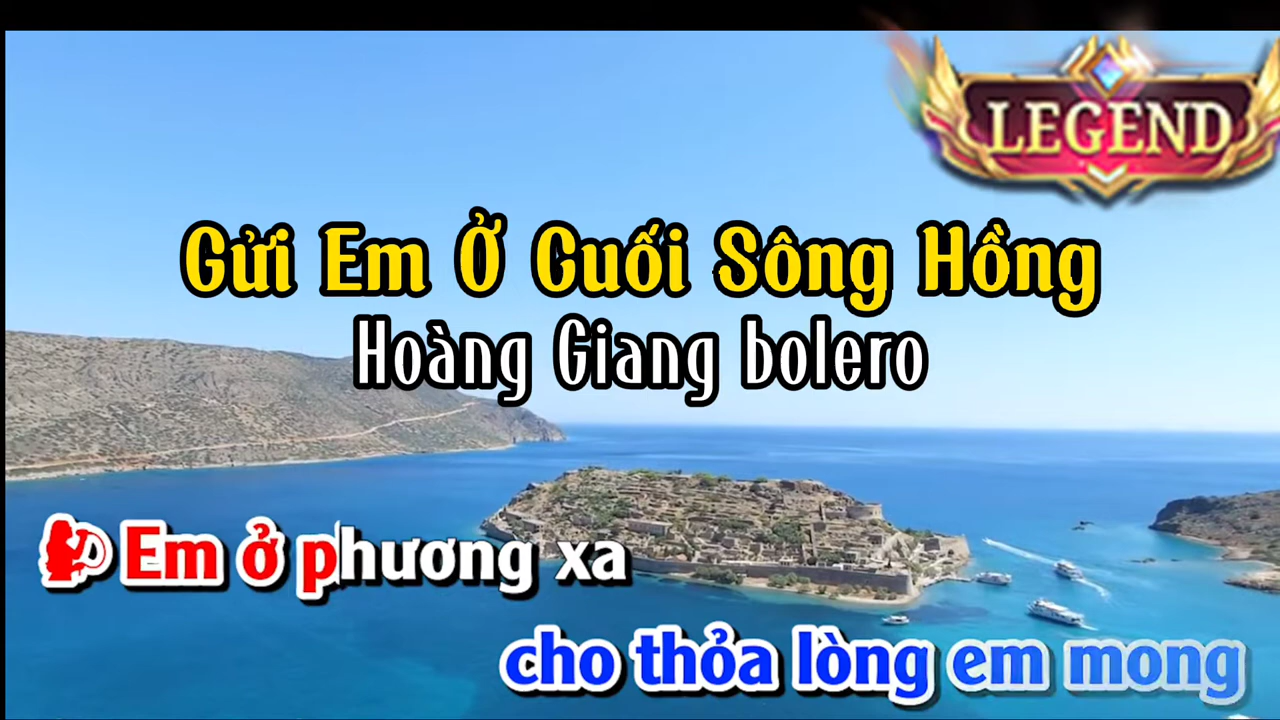 LEGEND
Gửi Em Ở Cuối Sông Hồng
Hoàng Giang bolero
Em ở phương xa
cho thỏa lòng em mong